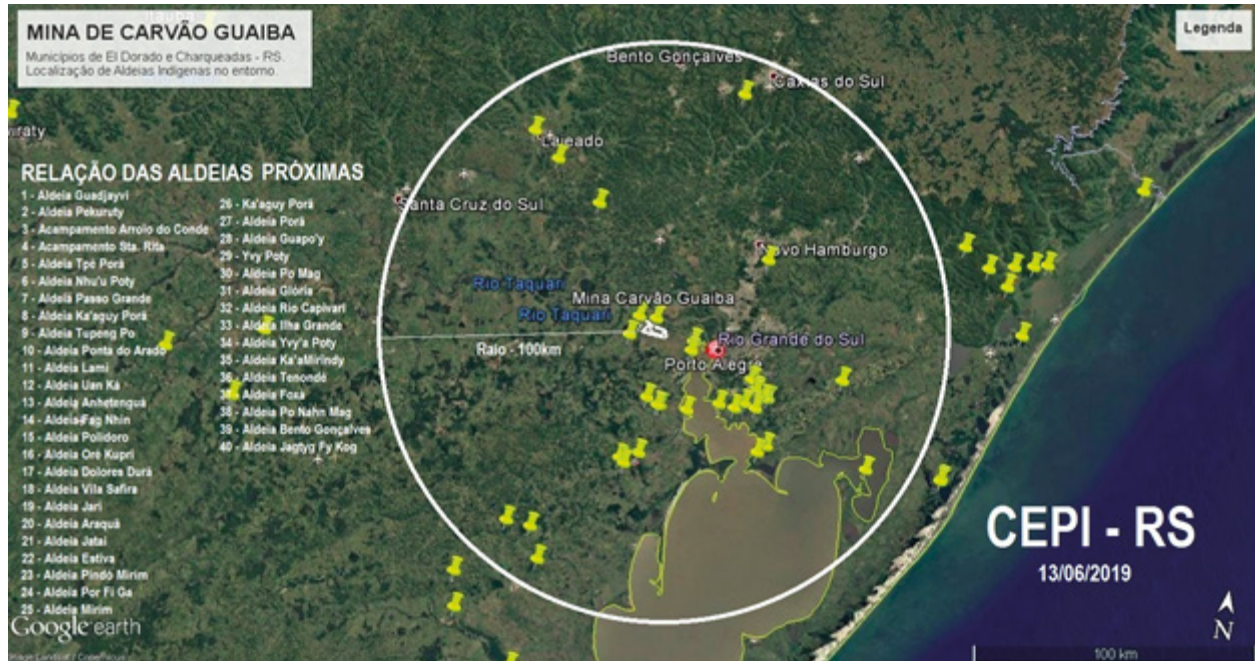 MINA DE CARVÃO GUAIBA
Municípios de El Dorado e Charqueadas - RS.
Localização de Aldeias Indígenas no entorno.
Legenda
RELAÇÃO DAS ALDEIAS PRÓXIMAS
1 - Aldeia Guadjayvi
2 - Aldeia Pekuruty
3 - Acampamento Arroio do Conde
4 - Acampamento Sta. Rita
5 - Aldeia Tpé Porã
6 - Aldeia Nhu'u Poty
7 - Aldeia Passo Grande
8 - Aldeia Ka'aguy Porã
9 - Aldeia Tupeng Po
10 - Aldeia Ponta do Arado
11 - Aldeia Lami
12 - Aldeia Uan Ká
13 - Aldeia Anhetenguá
14 - Aldeia Fag Nhin
15 - Aldeia Polidoro
16 - Aldeia Oré Kupri
17 - Aldeia Dolores Durá
18 - Aldeia Vila Safira
19 - Aldeia Jari
20 - Aldeia Araquá
21 - Aldeia Jatai
22 - Aldeia Estiva
23 - Aldeia Pindó Mirim
24 - Aldeia Por Fi Ga
25 - Aldeia Mirim
26 - Ka'aguy Porã
27 - Aldeia Porã
28 - Aldeia Guapo'y
29 - Yvy Poty
30 - Aldeia Po Mag
31 - Aldeia Glória
32 - Aldeia Rio Capivari
33 - Aldeia Ilha Grande
34 - Aldeia Yvy'a Poty
35 - Aldeia Ka'aMirindy
36 - Aldeia Tenondé
37 - Aldeia Foxa
38 - Aldeia Po Nahn Mag
39 - Aldeia Bento Gonçalves
40 - Aldeia Jagtyg Fy Kog
Bento Gonçalves
Caxias do Sul
Lajeado
Santa Cruz do Sul
Novo Hamburgo
Rio Taquari
Mina Carvão Guaiba
Rio Taquari
Rio Grande do Sul
Raio - 100km
Porto Alegre
CEPI - RS
13/06/2019
N
100 km
Google earth